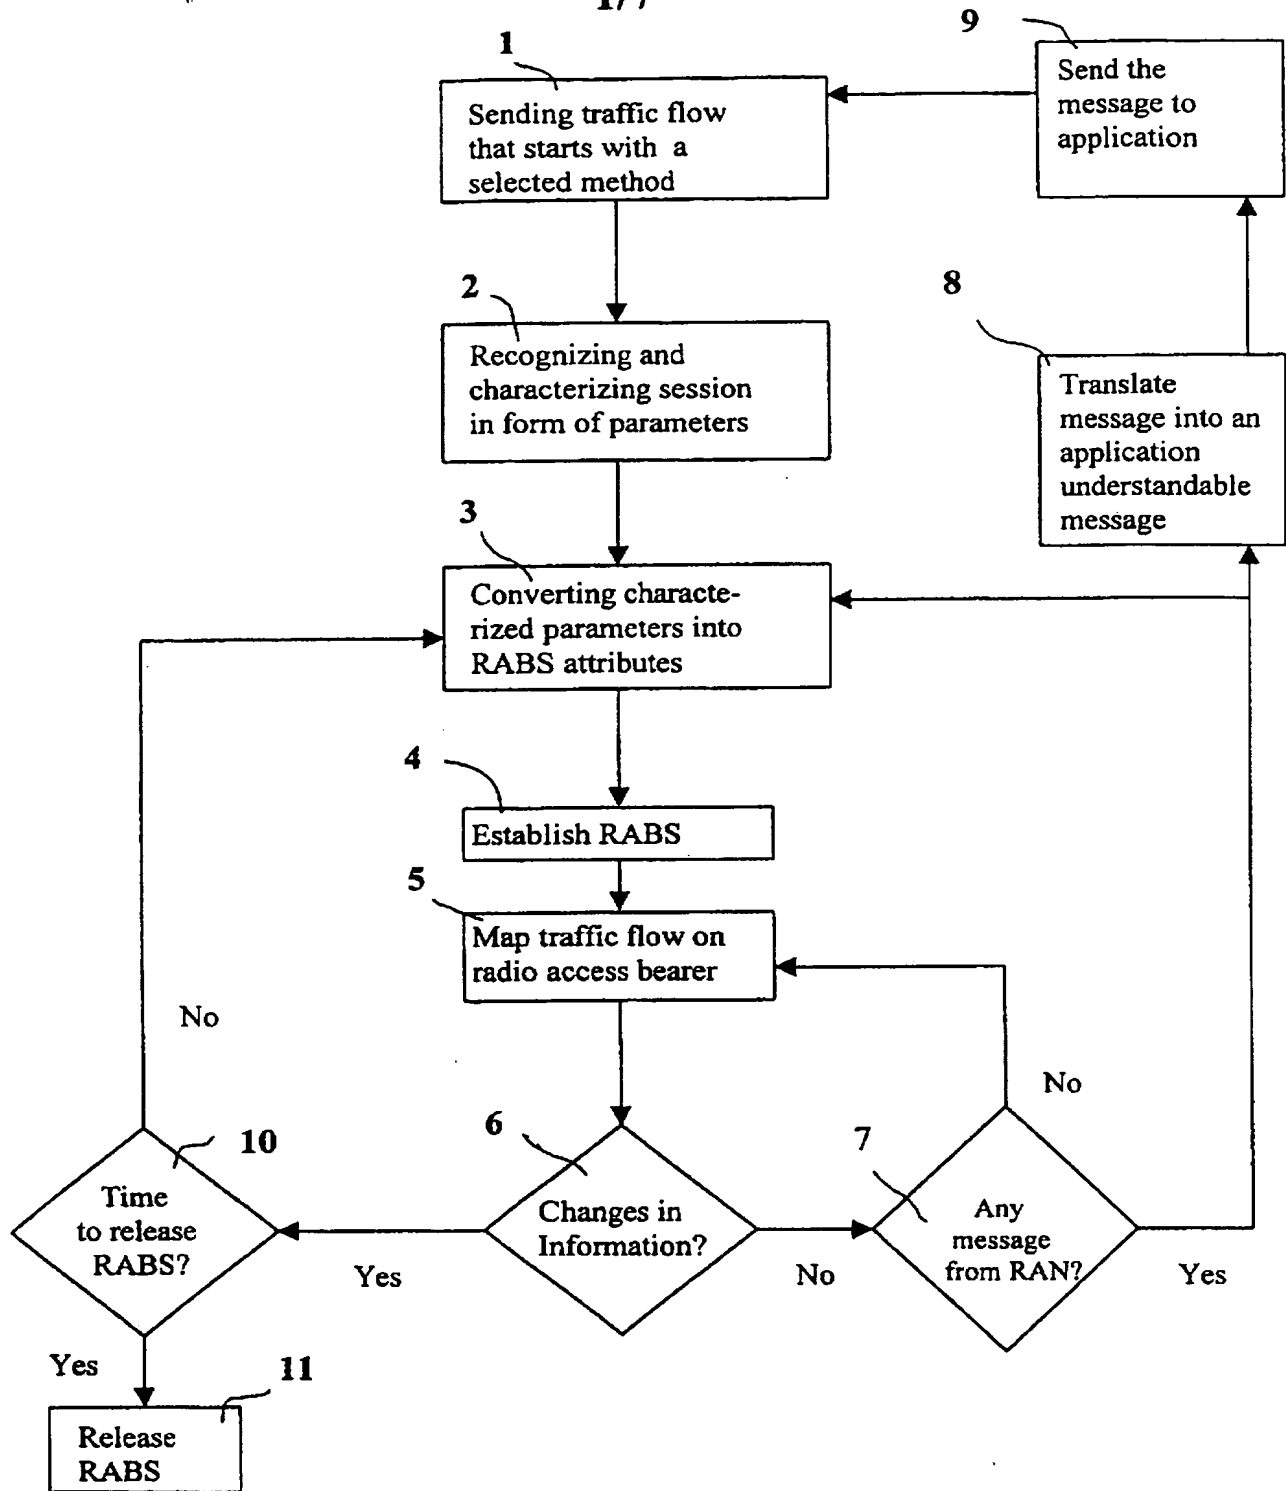 1
Sending traffic flow
that starts with a
selected method
9
Send the
message to
application
2
Recognizing and
characterizing session
in form of parameters
8
Translate
message into an
application
understandable
message
3
Converting characte-
rized parameters into
RABS attributes
4
Establish RABS
5
Map traffic flow on
radio access bearer
No
No
6
Changes in
Information?
7
Any
message
from RAN?
10
Time
to release
RABS?
Yes
No
Yes
Yes
11
Release
RABS